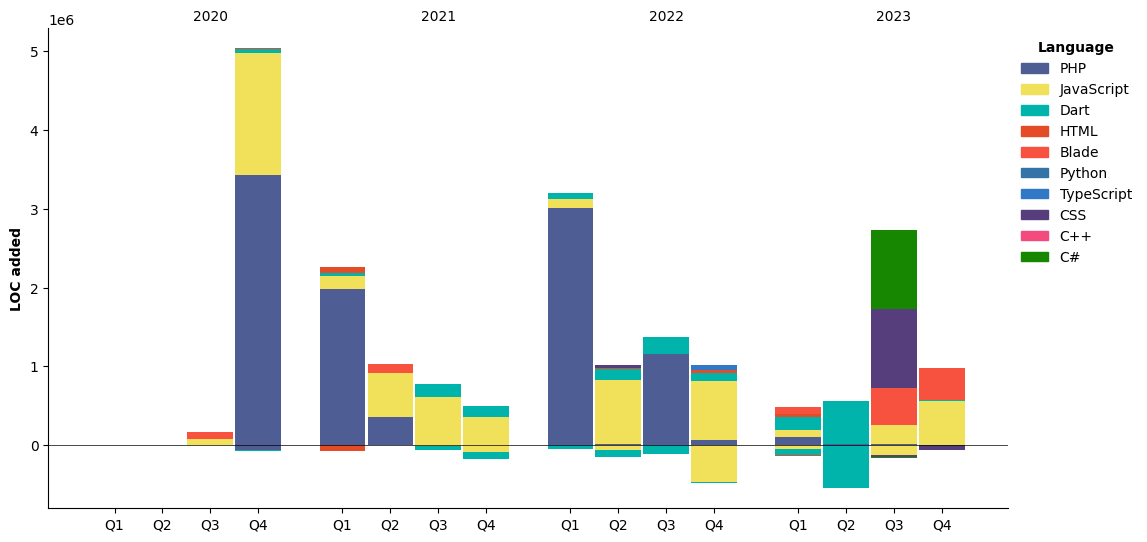 2020 2021 2022 2023
1e6
5
4
3
2
1
0
LOC added
Q1 Q2 Q3 Q4 Q1 Q2 Q3 Q4 Q1 Q2 Q3 Q4 Q1 Q2 Q3 Q4
Language
PHP
JavaScript
Dart
HTML
Blade
Python
TypeScript
CSS
C++
C#